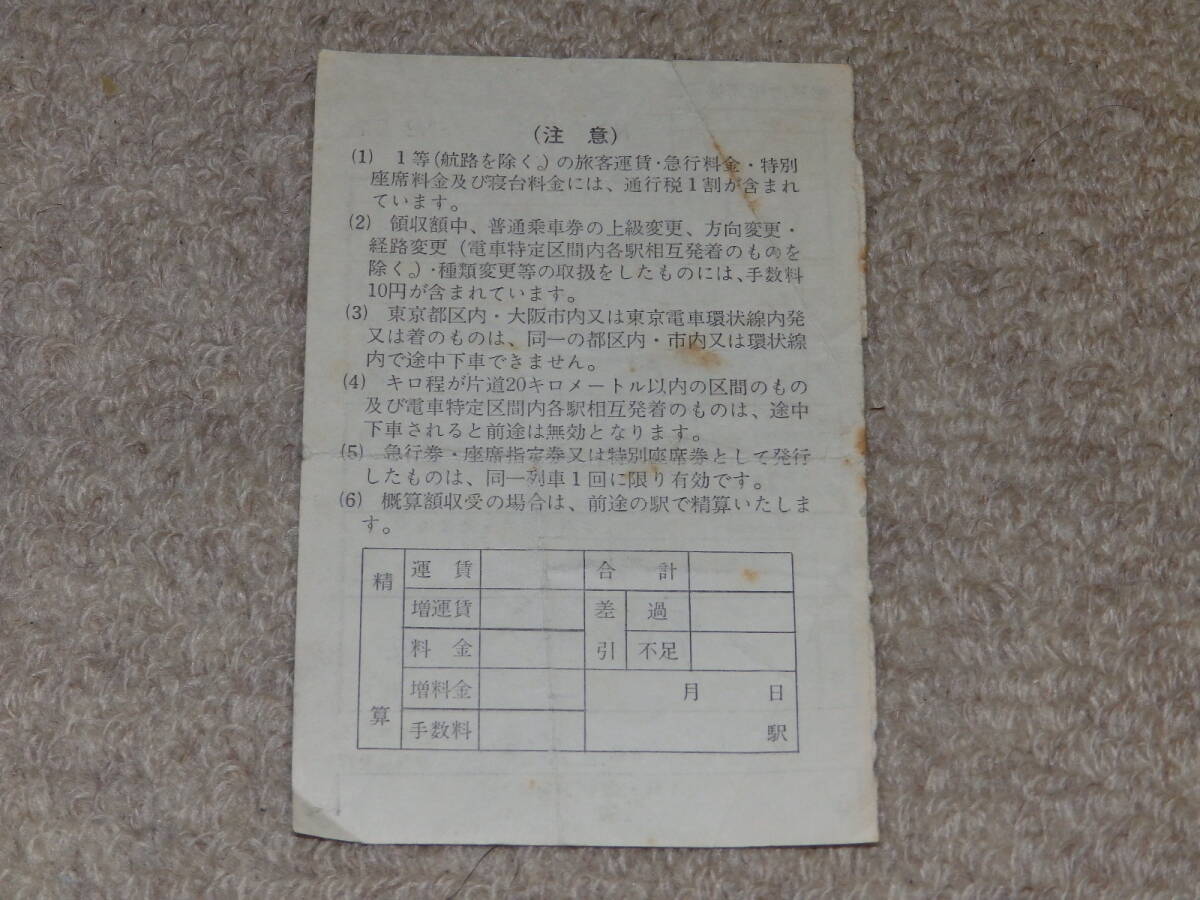 (注 意)
(1) 1等(航路を除く。)の旅客運賃・急行料金・特別
座席料金及び寝台料金には、通行税1割が含まれ
ています。
(2) 領収額中、普通乗車券の上級変更、方向変更・
経路変更(電車特定区間内各駅相互発着のものを
除く。)・種類変更等の取扱をしたものには、手数料
10円が含まれています。
(3) 東京都区内・大阪市内又は東京電車環状線内発
又は着のものは、同一の都区内・市内又は環状線
内で途中下車できません。
(4) キロ程が片道20キロメートル以内の区間のもの
及び電車特定区間内各駅相互発着のものは、途中
下車されると前途は無効となります。
(5) 急行券・座席指定券又は特別座席券として発行
したものは、同一列車1回に限り有効です。
(6) 概算額収受の場合は、前途の駅で精算いたしま
す。
精算
運賃 合計
増運賃 差引 過
料金 不足
増料金 月 日
手数料 駅